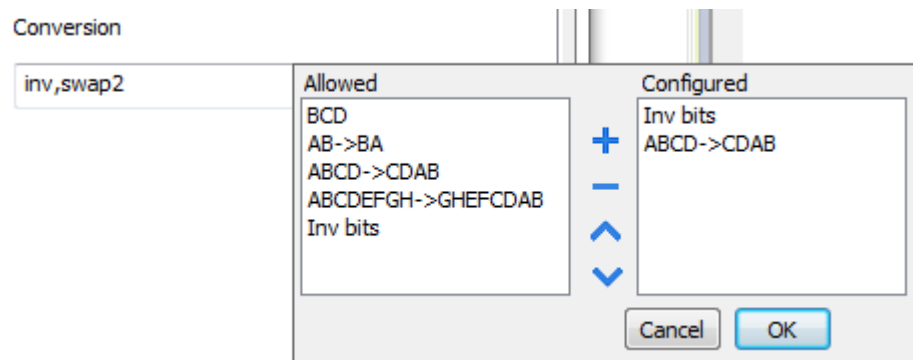 Conversion
inv,swap2
Allowed
BCD
AB->BA
ABCD->CDAB
ABCDEFGH->GHEFCDAB
Inv bits
Configured
Inv bits
ABCD->CDAB
Cancel
OK